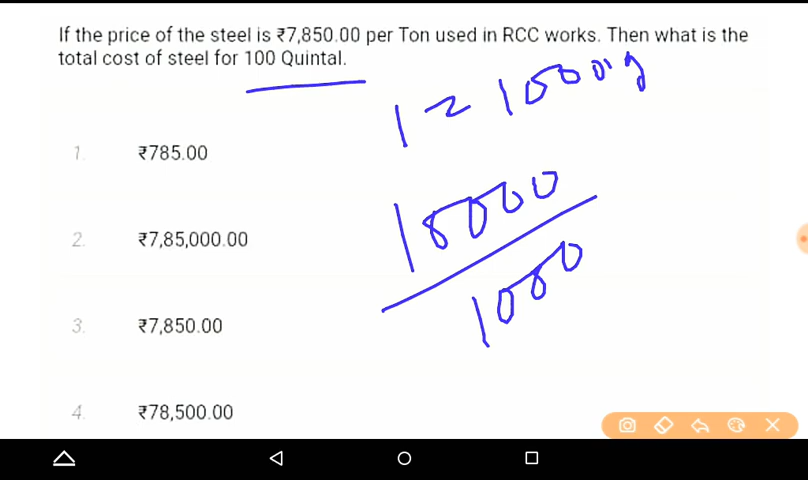 If the price of the steel is ₹7,850.00 per Ton used in RCC works. Then what is the
total cost of steel for 100 Quintal.
1 = 1000
1. ₹785.00
10000
2. ₹7,85,000.00
1000
3. ₹7,850.00
4. ₹78,500.00